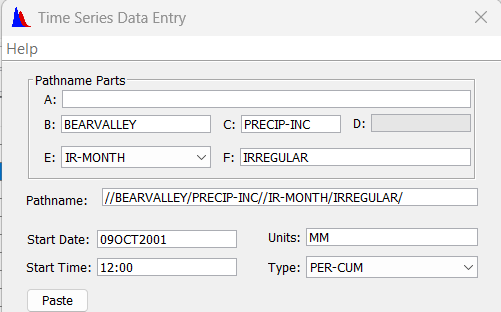 Time Series Data Entry
Help
Pathname Parts
A:
B: BEARVALLEY C: PRECIP-INC D:
E: IR-MONTH F: IRREGULAR
Pathname: //BEARVALLEY/PRECIP-INC//IR-MONTH/IRREGULAR/
Start Date: 09OCT2001 Units: MM
Start Time: 12:00 Type: PER-CUM
Paste